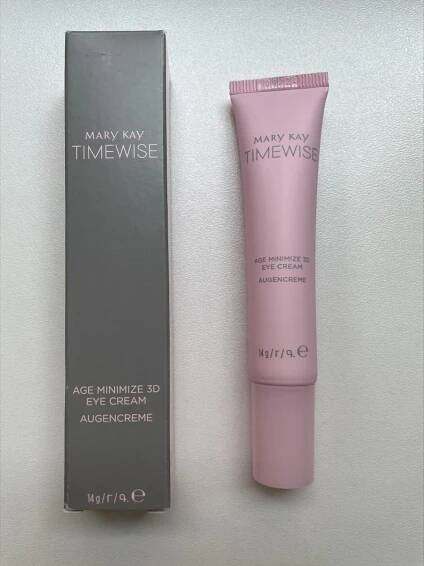 MARY KAY
TIMEWISE
AGE MINIMIZE 3D
EYE CREAM
AUGENCREME
14g/г/գ.℮
MARY KAY
TIMEWISE
AGE MINIMIZE 3D
EYE CREAM
AUGENCREME
14g/г/գ.℮